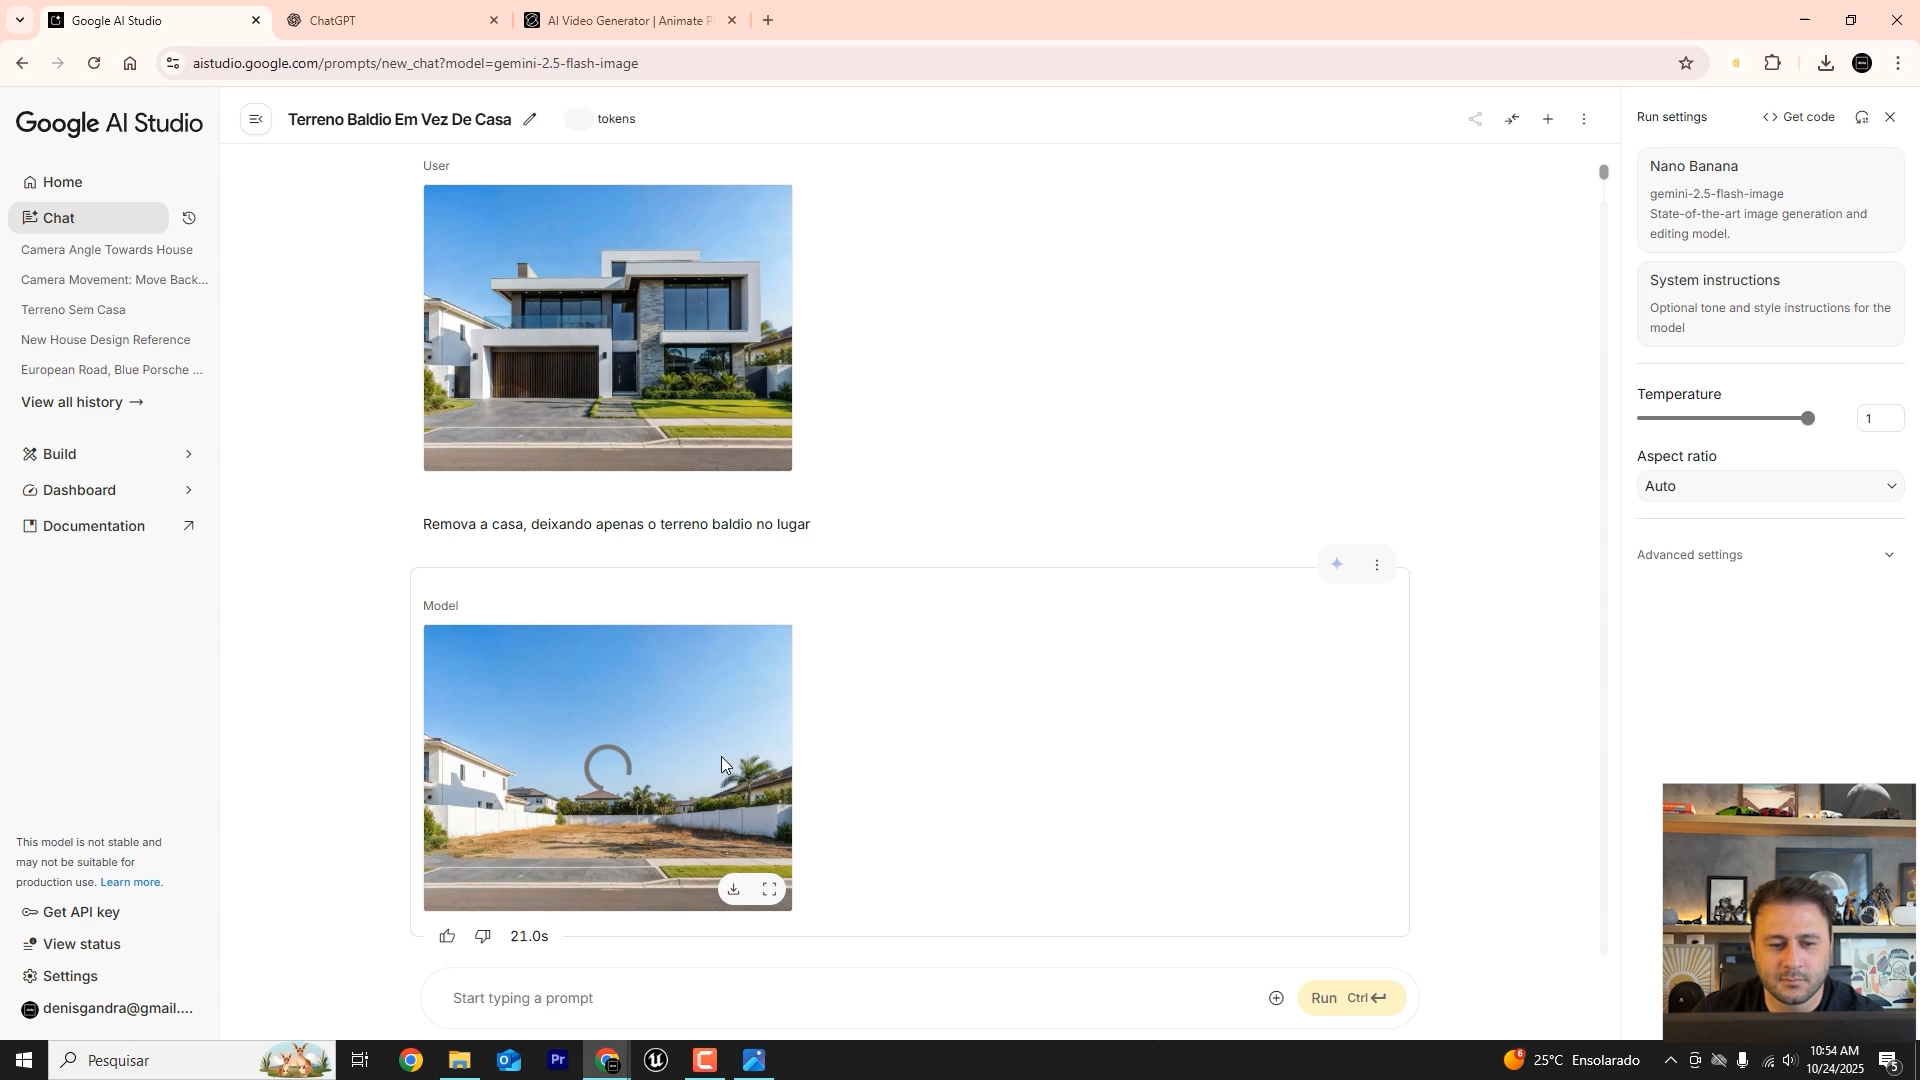 Google AI Studio
ChatGPT
AI Video Generator | Animate P
aistudio.google.com/prompts/new_chat?model=gemini-2.5-flash-image
Google AI Studio
Home
Chat
Camera Angle Towards House
Camera Movement: Move Back...
Terreno Sem Casa
New House Design Reference
European Road, Blue Porsche ...
View all history
Build
Dashboard
Documentation
This model is not stable and
may not be suitable for
production use. Learn more.
Get API key
View status
Settings
denisgandra@gmail....
Terreno Baldio Em Vez De Casa
tokens
User
Remova a casa, deixando apenas o terreno baldio no lugar
Model
21.0s
Start typing a prompt
Run Ctrl
Run settings
Get code
Nano Banana
gemini-2.5-flash-image
State-of-the-art image generation and
editing model.
System instructions
Optional tone and style instructions for the
model
Temperature
1
Aspect ratio
Auto
Advanced settings
Pesquisar
Pr
6
25°C Ensolarado
10:54 AM
10/24/2025
5